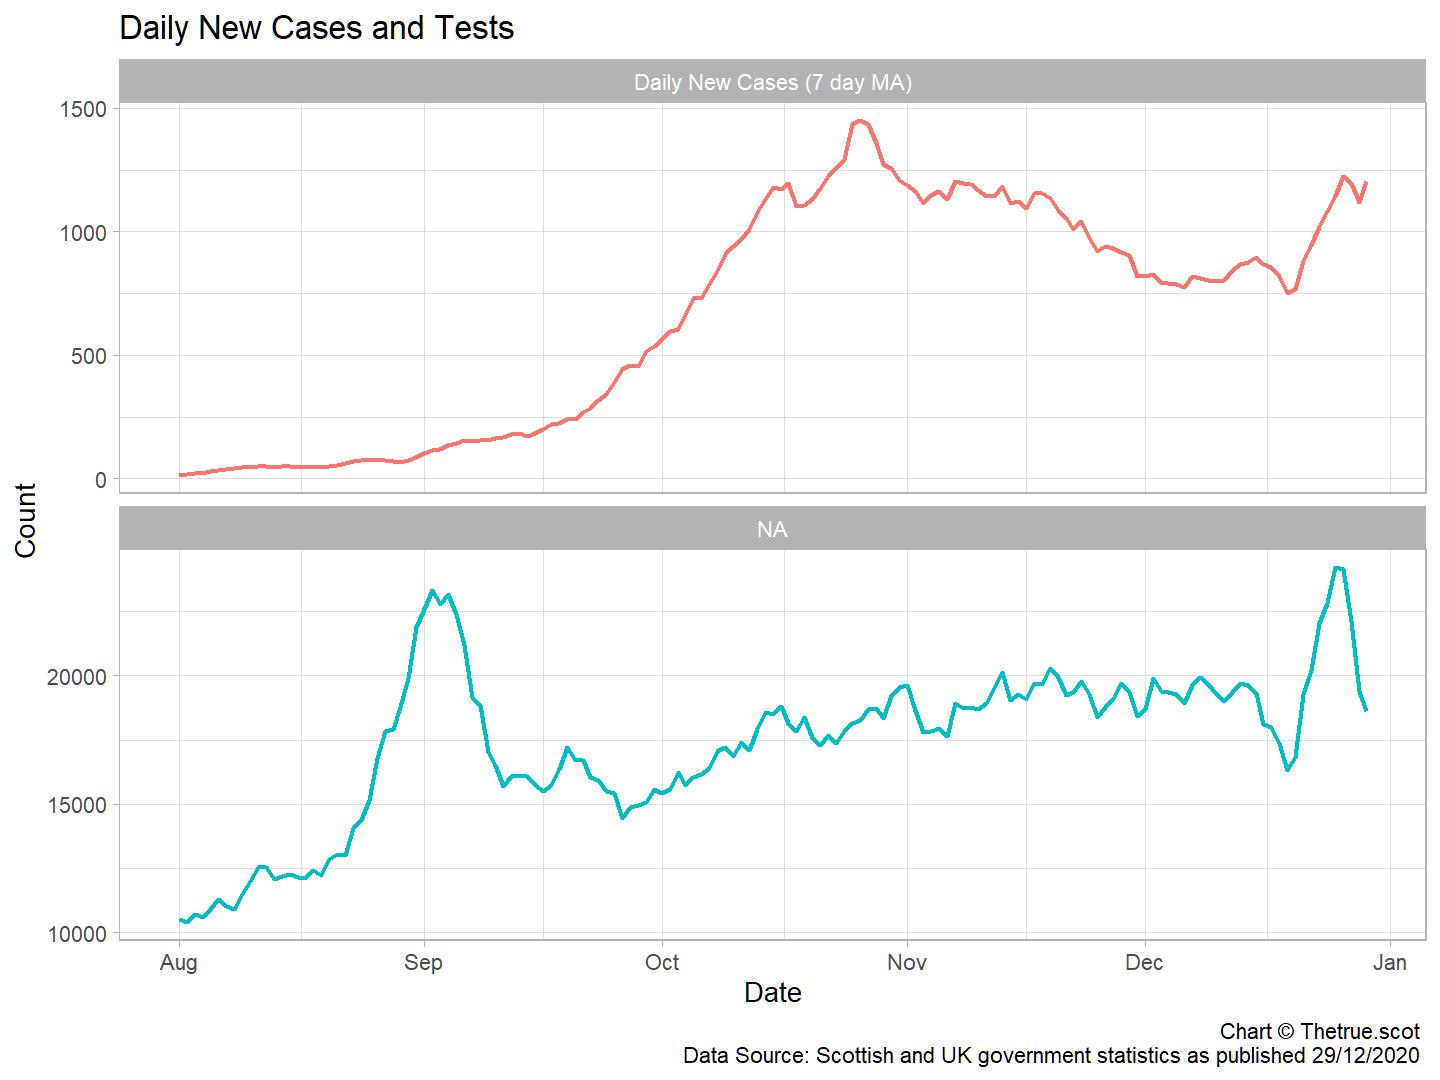 Daily New Cases and Tests
Daily New Cases (7 day MA)
1500
1000
500
0
Count
NA
20000
15000
10000
Aug Sep Oct Nov Dec Jan
Date
Chart © Thetrue.scot
Data Source: Scottish and UK government statistics as published 29/12/2020